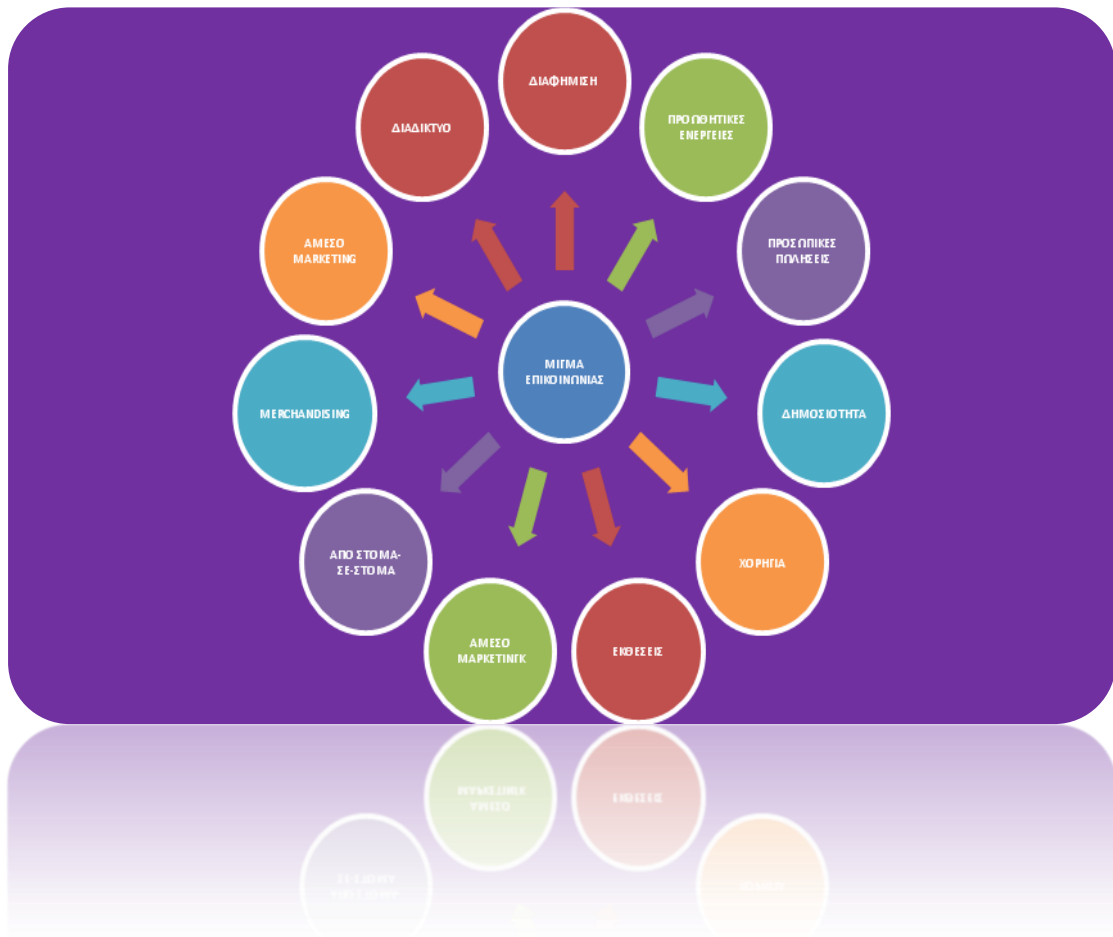 ΔΙΑΦΗΜΙΣΗ
ΠΡΟΩΘΗΤΙΚΕΣ
ΕΝΕΡΓΕΙΕΣ
ΠΡΟΣΩΠΙΚΕΣ
ΠΩΛΗΣΕΙΣ
ΔΗΜΟΣΙΟΤΗΤΑ
ΧΟΡΗΓΙΑ
ΕΚΘΕΣΕΙΣ
ΑΜΕΣΟ
ΜΑΡΚΕΤΙΝΓΚ
ΑΠΟ ΣΤΟΜΑ-
ΣΕ-ΣΤΟΜΑ
MERCHANDISING
ΑΜΕΣΟ
MARKETING
ΔΙΑΔΙΚΤΥΟ
ΜΙΓΜΑ
ΕΠΙΚΟΙΝΩΝΙΑΣ